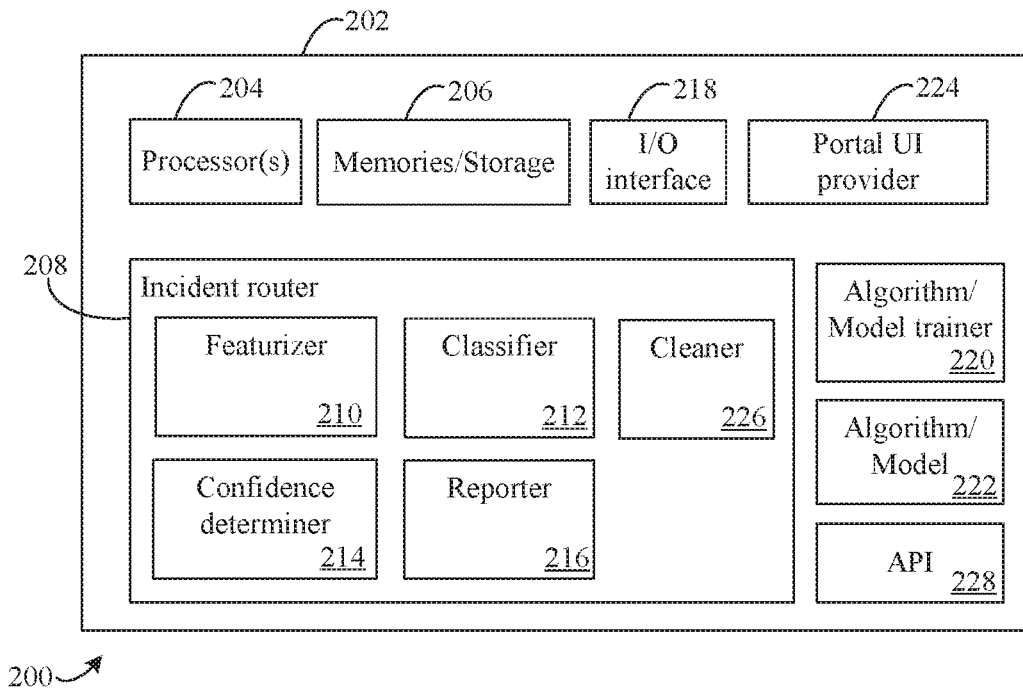 202
204
206
218
224
Processor(s)
Memories/Storage
I/O
interface
Portal UI
provider
208
Incident router
Featurizer
210
Classifier
212
Cleaner
226
Algorithm/
Model trainer
220
Confidence
determiner
214
Reporter
216
Algorithm/
Model
222
API
228
200